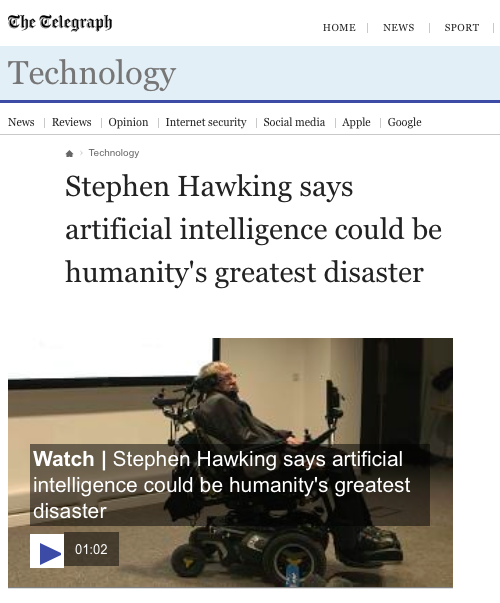 The Telegraph
HOME NEWS SPORT
Technology
News Reviews Opinion Internet security Social media Apple Google
Technology
Stephen Hawking says
artificial intelligence could be
humanity's greatest disaster
Watch | Stephen Hawking says artificial
intelligence could be humanity's greatest
disaster
01:02